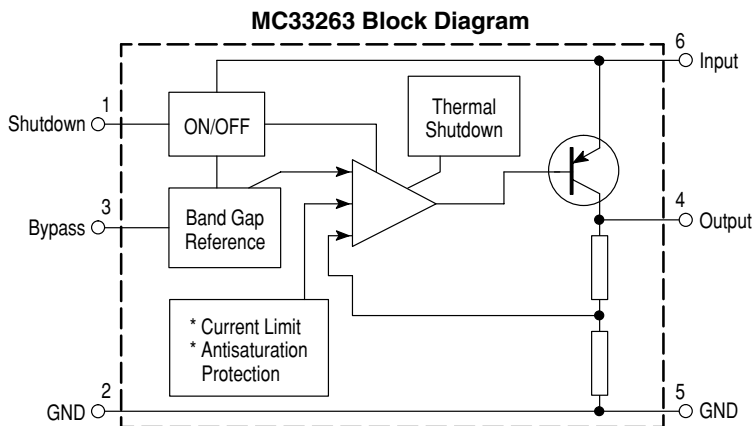 MC33263 Block Diagram
6
Input
1
Shutdown
ON/OFF
Thermal
Shutdown
3
Bypass
Band Gap
Reference
4
Output
* Current Limit
* Antisaturation
Protection
2
GND
5
GND